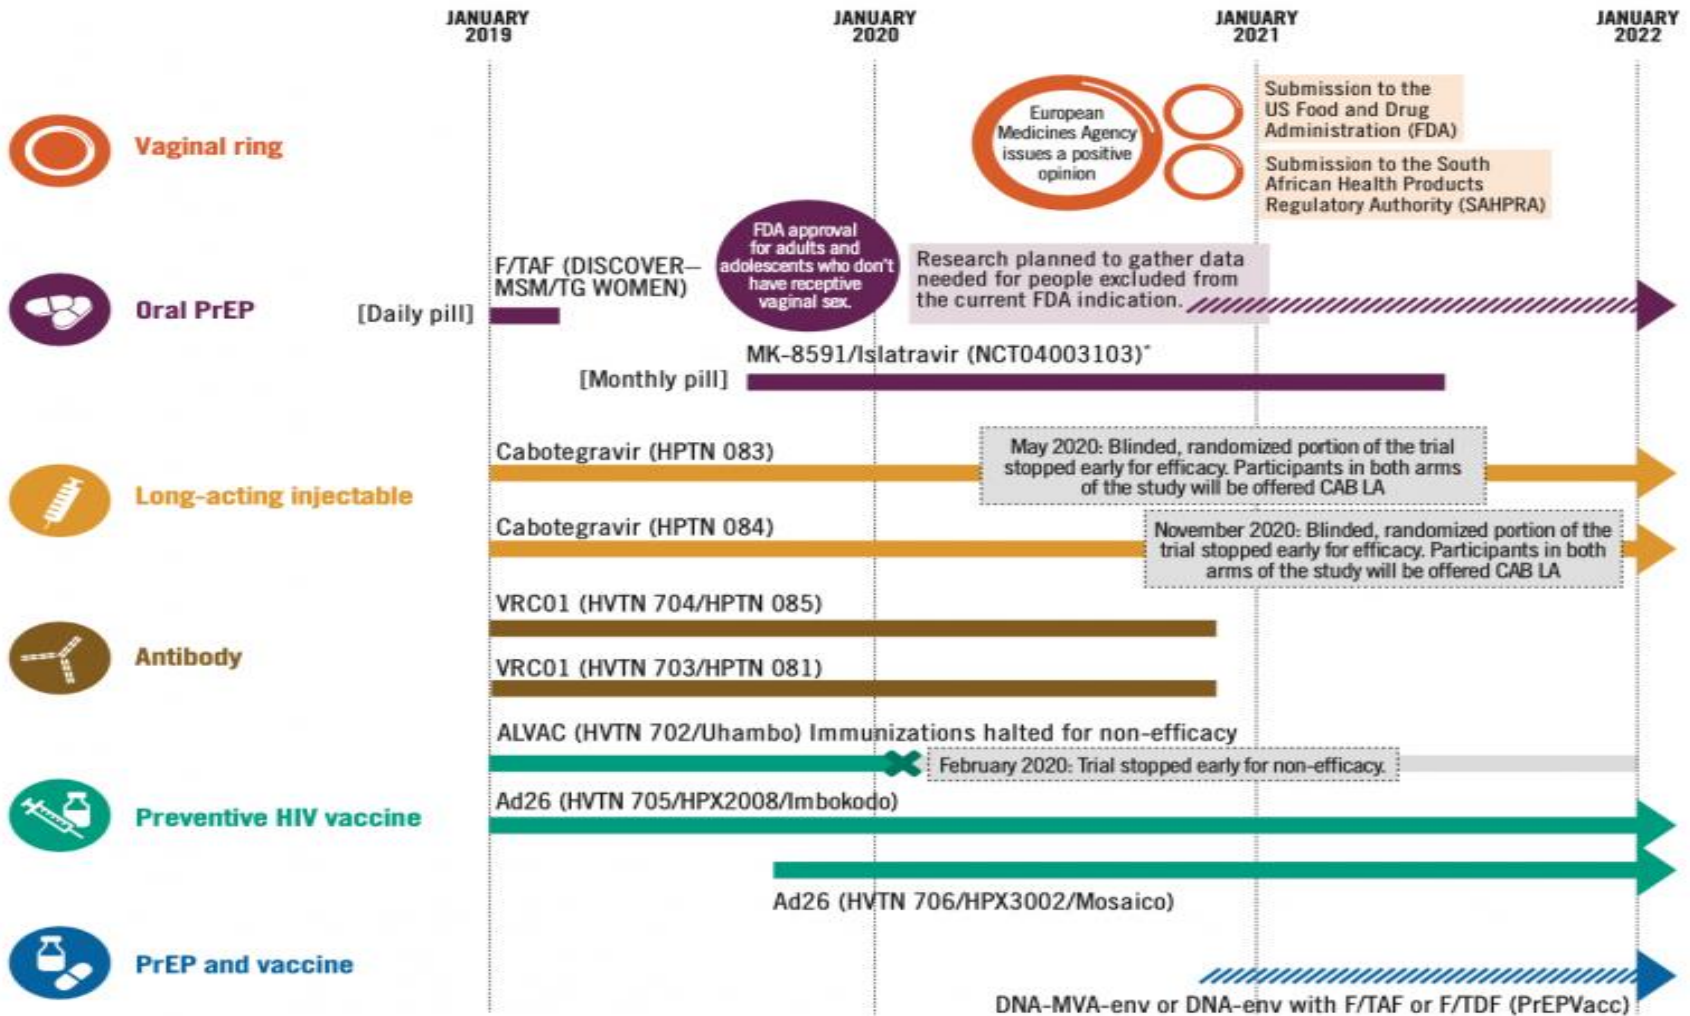 JANUARY
2019
JANUARY
2020
JANUARY
2021
JANUARY
2022
Vaginal ring
European
Medicines Agency
issues a positive
opinion
Submission to the
US Food and Drug
Administration (FDA)
Submission to the South
African Health Products
Regulatory Authority (SAHPRA)
Oral PrEP
[Daily pill]
F/TAF (DISCOVER—
MSM/TG WOMEN)
FDA approval
for adults and
adolescents who don't
have receptive
vaginal sex.
Research planned to gather data
needed for people excluded from
the current FDA indication.
MK-8591/Islatravir (NCT04003103)*
[Monthly pill]
Long-acting injectable
Cabotegravir (HPTN 083)
May 2020: Blinded, randomized portion of the trial
stopped early for efficacy. Participants in both arms
of the study will be offered CAB LA
Cabotegravir (HPTN 084)
November 2020: Blinded, randomized portion of the
trial stopped early for efficacy. Participants in both
arms of the study will be offered CAB LA
Antibody
VRC01 (HVTN 704/HPTN 085)
VRC01 (HVTN 703/HPTN 081)
Preventive HIV vaccine
ALVAC (HVTN 702/Uhambo) Immunizations halted for non-efficacy
February 2020: Trial stopped early for non-efficacy.
Ad26 (HVTN 705/HPX2008/Imbokodo)
Ad26 (HVTN 706/HPX3002/Mosaico)
PrEP and vaccine
DNA-MVA-env or DNA-env with F/TAF or F/TDF (PrEPVacc)